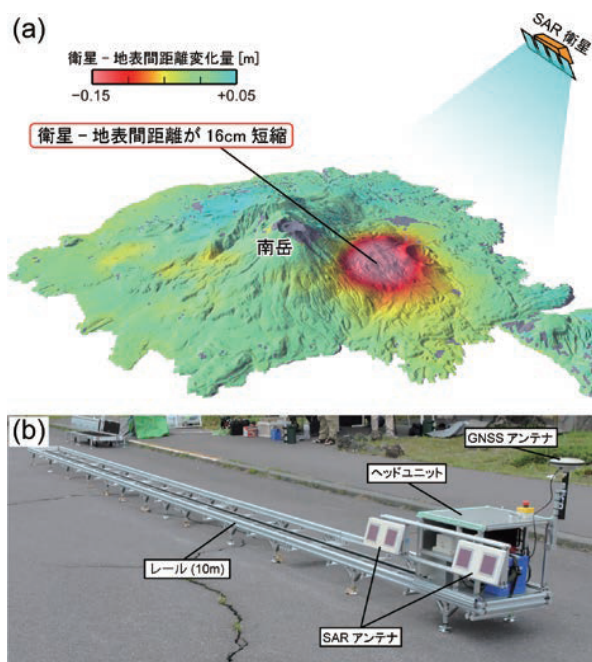 (a)
SAR 衛星
衛星－地表間距離変化量 [m]
−0.15
+0.05
衛星－地表間距離が 16cm 短縮
南岳
(b)
GNSS アンテナ
ヘッドユニット
レール (10m)
SAR アンテナ